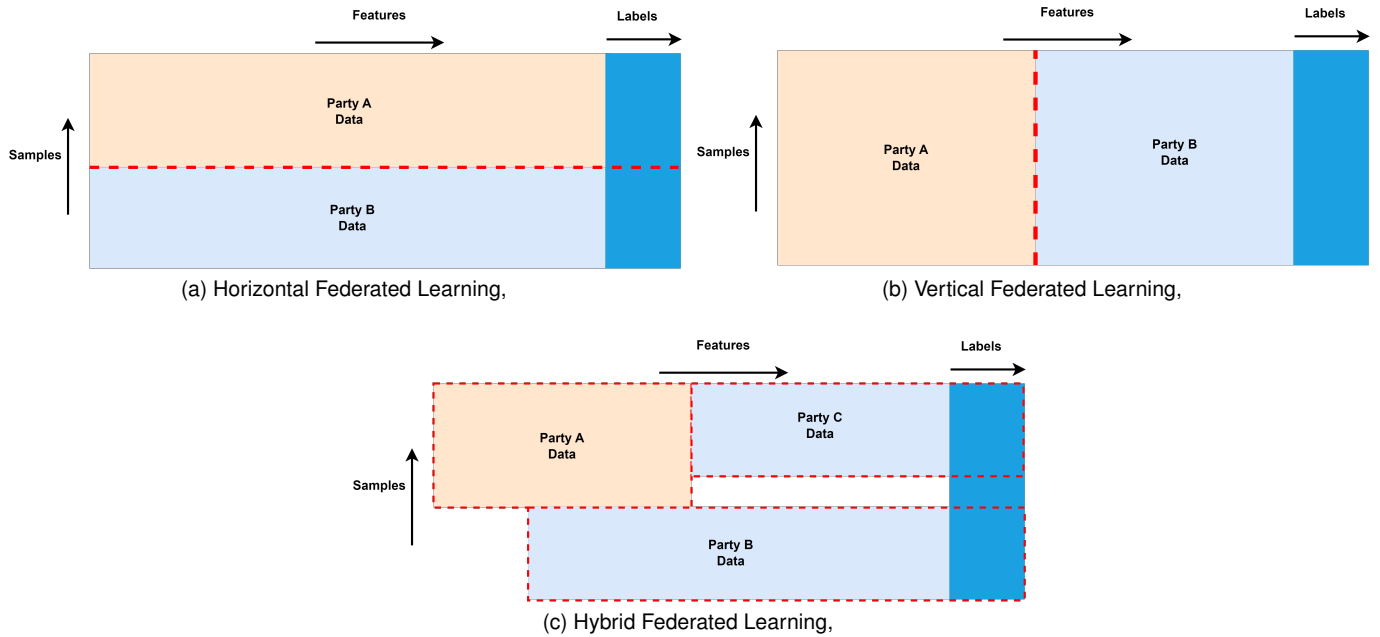 Features
Labels
Party A
Data
Samples
Party B
Data
(a) Horizontal Federated Learning,
Features
Labels
Samples
Party A
Data
Party B
Data
(b) Vertical Federated Learning,
Features
Labels
Party A
Data
Party C
Data
Samples
Party B
Data
(c) Hybrid Federated Learning,